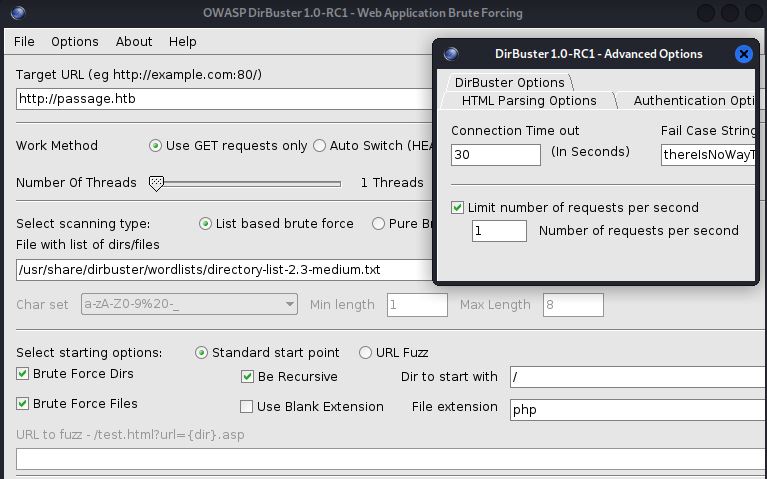 OWASP DirBuster 1.0-RC1 - Web Application Brute Forcing
File Options About Help
Target URL (eg http://example.com:80/)
http://passage.htb
Work Method Use GET requests only Auto Switch (HEA
Number Of Threads 1 Threads
Select scanning type: List based brute force Pure Br
File with list of dirs/files
/usr/share/dirbuster/wordlists/directory-list-2.3-medium.txt
Char set a-zA-Z0-9%20-_ Min length 1 Max Length 8
Select starting options: Standard start point URL Fuzz
Brute Force Dirs Be Recursive Dir to start with /
Brute Force Files Use Blank Extension File extension php
URL to fuzz - /test.html?url={dir}.asp
DirBuster 1.0-RC1 - Advanced Options
DirBuster Options
HTML Parsing Options Authentication Opti
Connection Time out Fail Case String
30 (In Seconds) thereIsNoWayT
Limit number of requests per second
1 Number of requests per second